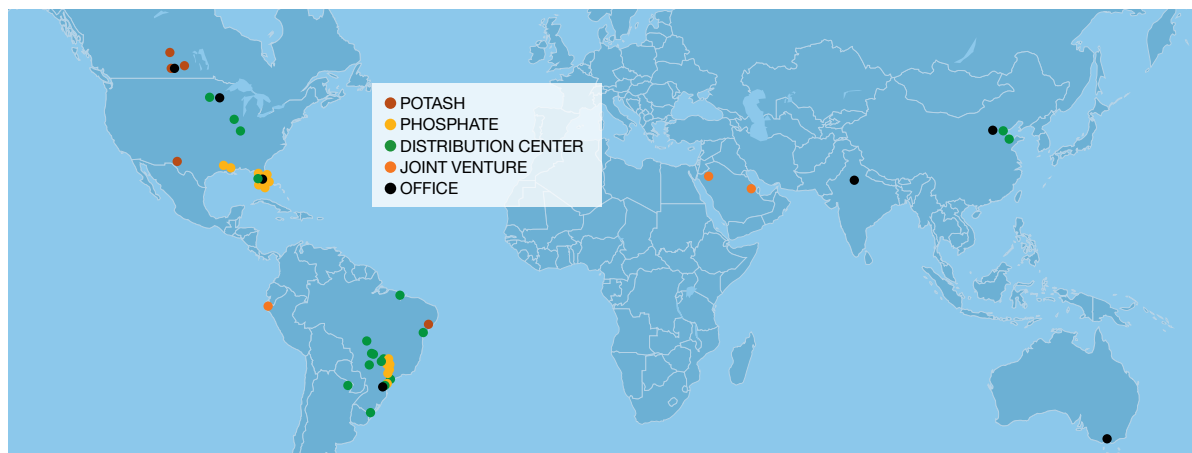 POTASH
PHOSPHATE
DISTRIBUTION CENTER
JOINT VENTURE
OFFICE